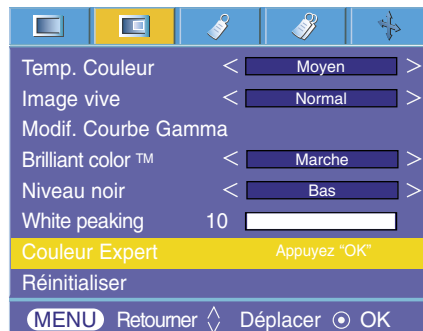 Temp. Couleur < Moyen >
Image vive < Normal >
Modif. Courbe Gamma
Brilliant color TM < Marche >
Niveau noir < Bas >
White peaking 10
Couleur Expert Appuyez “OK”
Réinitialiser
MENU Retourner Déplacer OK